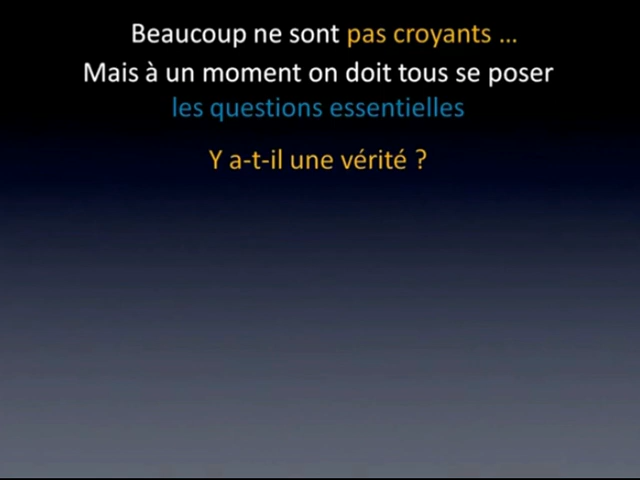 Beaucoup ne sont pas croyants ...
Mais à un moment on doit tous se poser
les questions essentielles
Y a-t-il une vérité ?